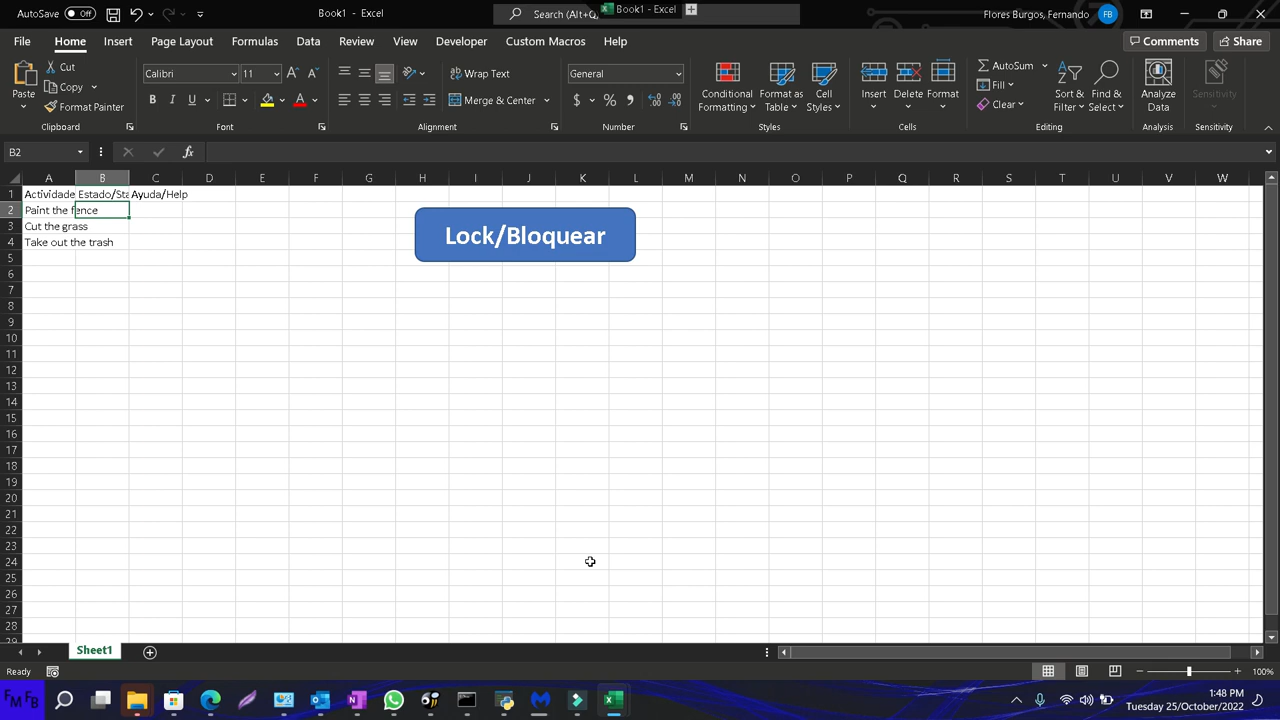 AutoSave Off Book1 - Excel Search (Alt+Q) Book1 - Excel Flores Burgos, Fernando FB
File Home Insert Page Layout Formulas Data Review View Developer Custom Macros Help Comments Share
Paste Cut Copy Format Painter
Calibri 11
B I U
Wrap Text
Merge & Center
General
$ % ,
Conditional Formatting
Format as Table
Cell Styles
Insert Delete Format
AutoSum
Fill
Clear
Sort & Filter
Find & Select
Analyze Data
Sensitivity
Clipboard Font Alignment Number Styles Cells Editing Analysis Sensitivity
B2 fx
A B C D E F G H I J K L M N O P Q R S T U V W
1 Actividade Estado/Sta Ayuda/Help
2 Paint the fence
3 Cut the grass
4 Take out the trash
Lock/Bloquear
5
6
7
8
9
10
11
12
13
14
15
16
17
18
19
20
21
22
23
24
25
26
27
28
29
Sheet1
Ready 100%
FM FB
1:48 PM
Tuesday 25/October/2022